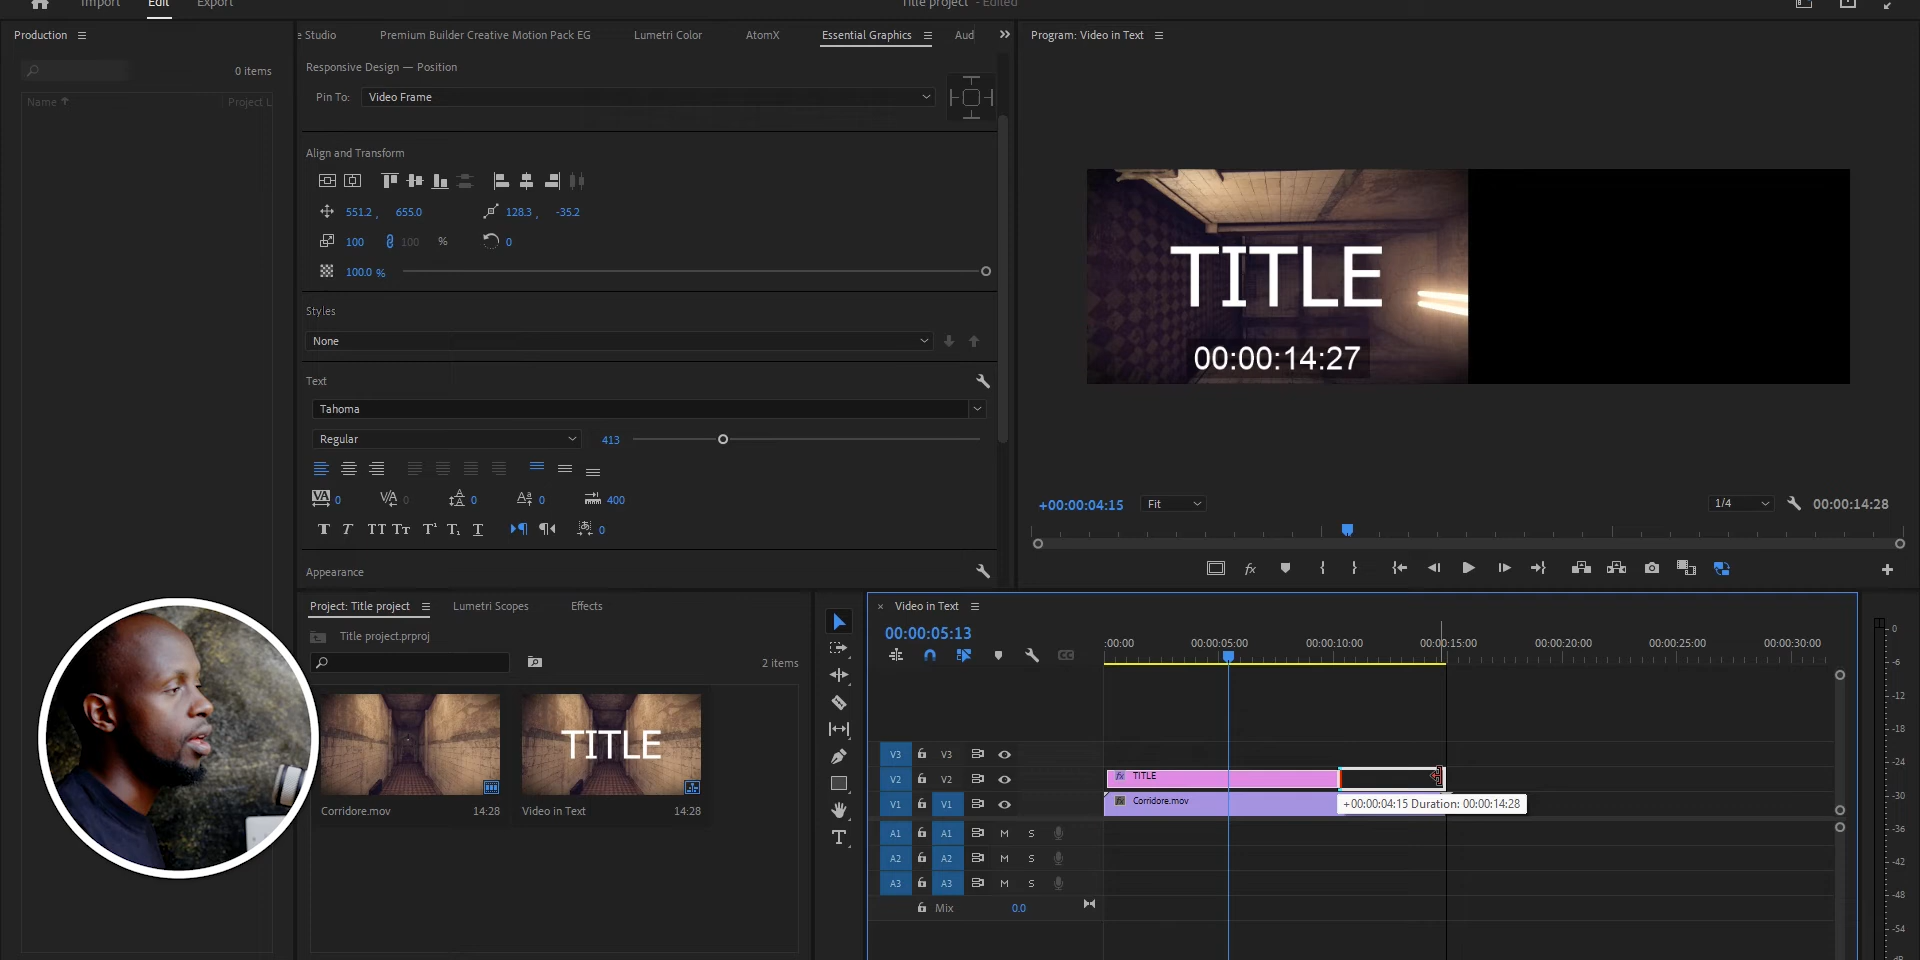 Import Edit Export
Title project - Edited
Production
0 items
Name
Project L
e Studio Premium Builder Creative Motion Pack EG Lumetri Color AtomX Essential Graphics Aud
Responsive Design — Position
Pin To: Video Frame
Align and Transform
551.2 , 655.0 128.3 , -35.2
100 100 % 0
100.0 %
Styles
None
Text
Tahoma
Regular 413
0 0 0 0 400
T T TT Tт T¹ T₁ T 0
Appearance
Program: Video in Text
TITLE
00:00:14:27
+00:00:04:15 Fit 1/4 00:00:14:28
Project: Title project Lumetri Scopes Effects
Title project.prproj
2 items
TITLE
Corridore.mov 14:28 Video in Text 14:28
× Video in Text
00:00:05:13
:00:00 00:00:05:00 00:00:10:00 00:00:15:00 00:00:20:00 00:00:25:00 00:00:30:00
V3 V3
V2 V2 fx TITLE
V1 V1 fx Corridore.mov
+00:00:04:15 Duration: 00:00:14:28
A1 A1 M S
A2 A2 M S
A3 A3 M S
Mix 0.0
0
-6
-12
-18
-24
-30
-36
-42
-48
-54
dB